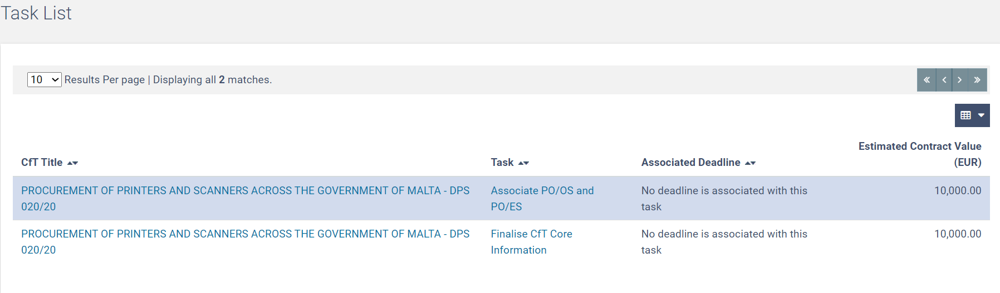 Task List
10 Results Per page | Displaying all 2 matches.
CfT Title Task Associated Deadline Estimated Contract Value (EUR)
PROCUREMENT OF PRINTERS AND SCANNERS ACROSS THE GOVERNMENT OF MALTA - DPS
020/20
Associate PO/OS and
PO/ES
No deadline is associated with this
task
10,000.00
PROCUREMENT OF PRINTERS AND SCANNERS ACROSS THE GOVERNMENT OF MALTA - DPS
020/20
Finalise CfT Core
Information
No deadline is associated with this
task
10,000.00